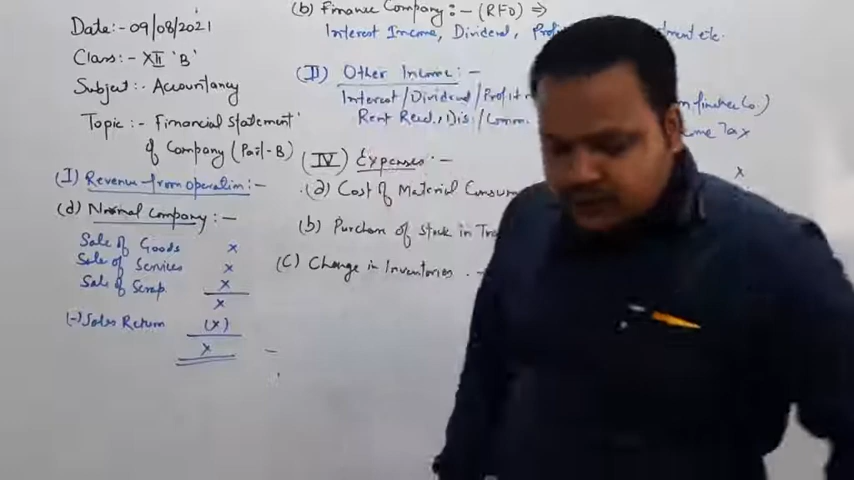 Date:- 09/08/2021
Class:- XII 'B'
Subject:- Accountancy
Topic:- Financial statement
of Company (Part-B)
(I) Revenue from operation:-
(a) Normal Company:-
Sale of Goods x
Sale of Services x
Sale of Scrap x
x
(-) Sales Return (x)
x
(b) Finance Company:- (RFO) ⇒
Interest Income, Dividend, etc.
(II) Other Income:-
Interest/Dividend/Profit
Rent Recd., Dis./Comm.
Tax
x
(IV) Expenses:-
(a) Cost of Material Consum
(b) Purchase of Stock in Tra
(c) Change in Inventories